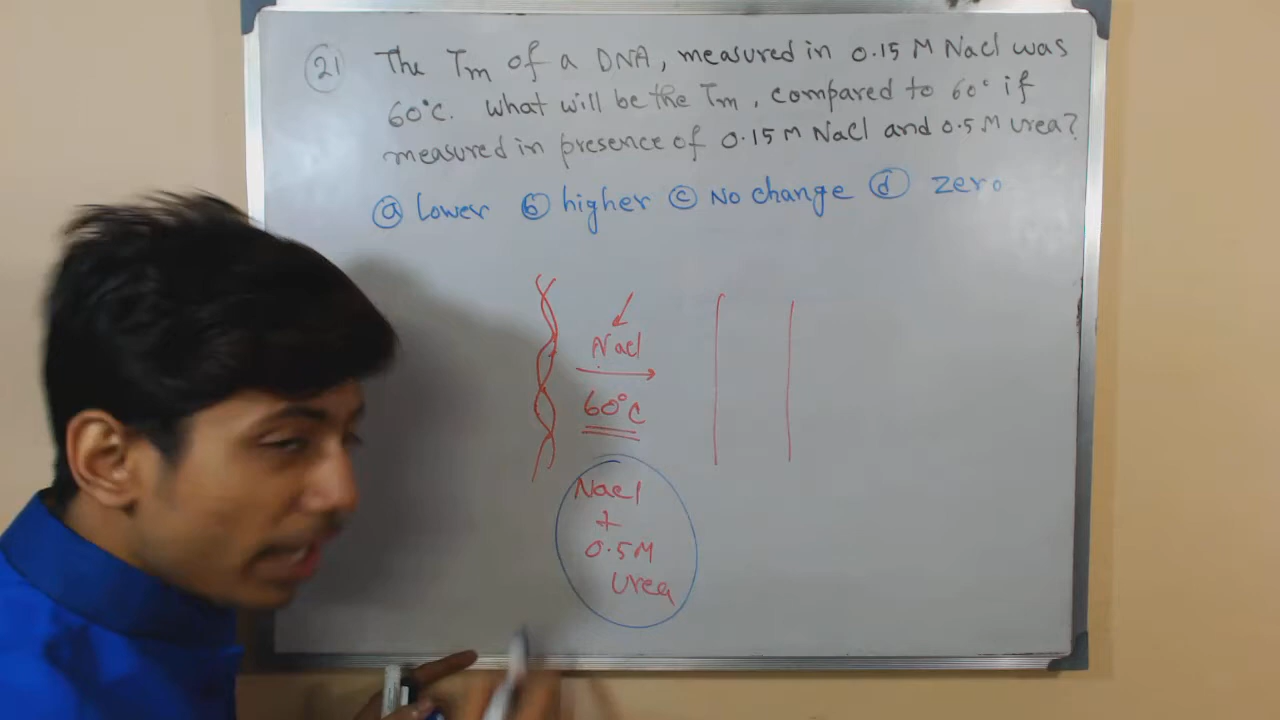 21 The Tm of a DNA, measured in 0.15 M Nacl was
60°C. What will be the Tm, compared to 60° if
measured in presence of 0.15 M NaCl and 0.5 M urea?
a lower b higher c No change d zero
Nacl
60°C
Nacl
+
0.5M
Urea